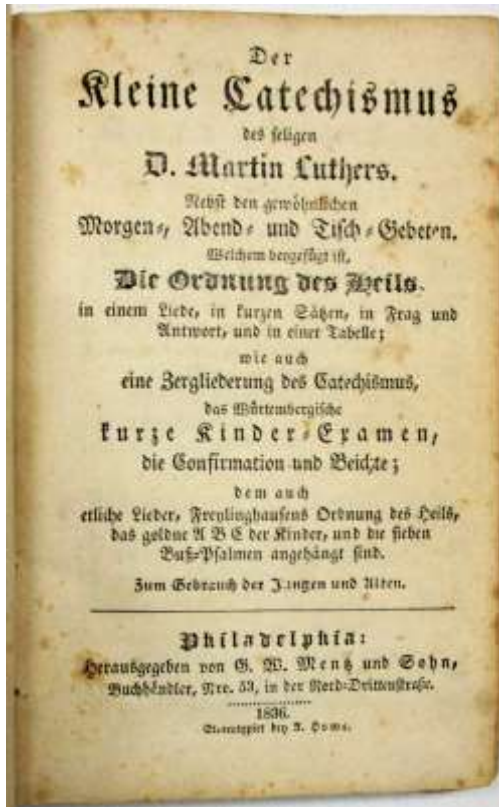 Der
Kleine Catechismus
des seligen
D. Martin Luthers.
Nebst den gewöhnlichen
Morgen-, Abend- und Tisch-Gebeten.
Welchem beygefügt ist,
Die Ordnung des Heils,
in einem Liede, in kurzen Sätzen, in Frag und
Antwort, und in einer Tabelle;
wie auch
eine Zergliederung des Catechismus,
das Würtembergische
kurze Kinder-Examen,
die Confirmation und Beichte;
dem auch
etliche Lieder, Freylinghausens Ordnung des Heils,
das goldne A B C der Kinder, und die sieben
Buß-Psalmen angehängt sind.
Zum Gebrauch der Jungen und Alten.
Philadelphia:
Herausgegeben von G. W. Mentz und Sohn,
Buchhändler, Nro. 53, in der Nord-Drittenstraße.
1836.
Stereotypirt bey J. Howe.